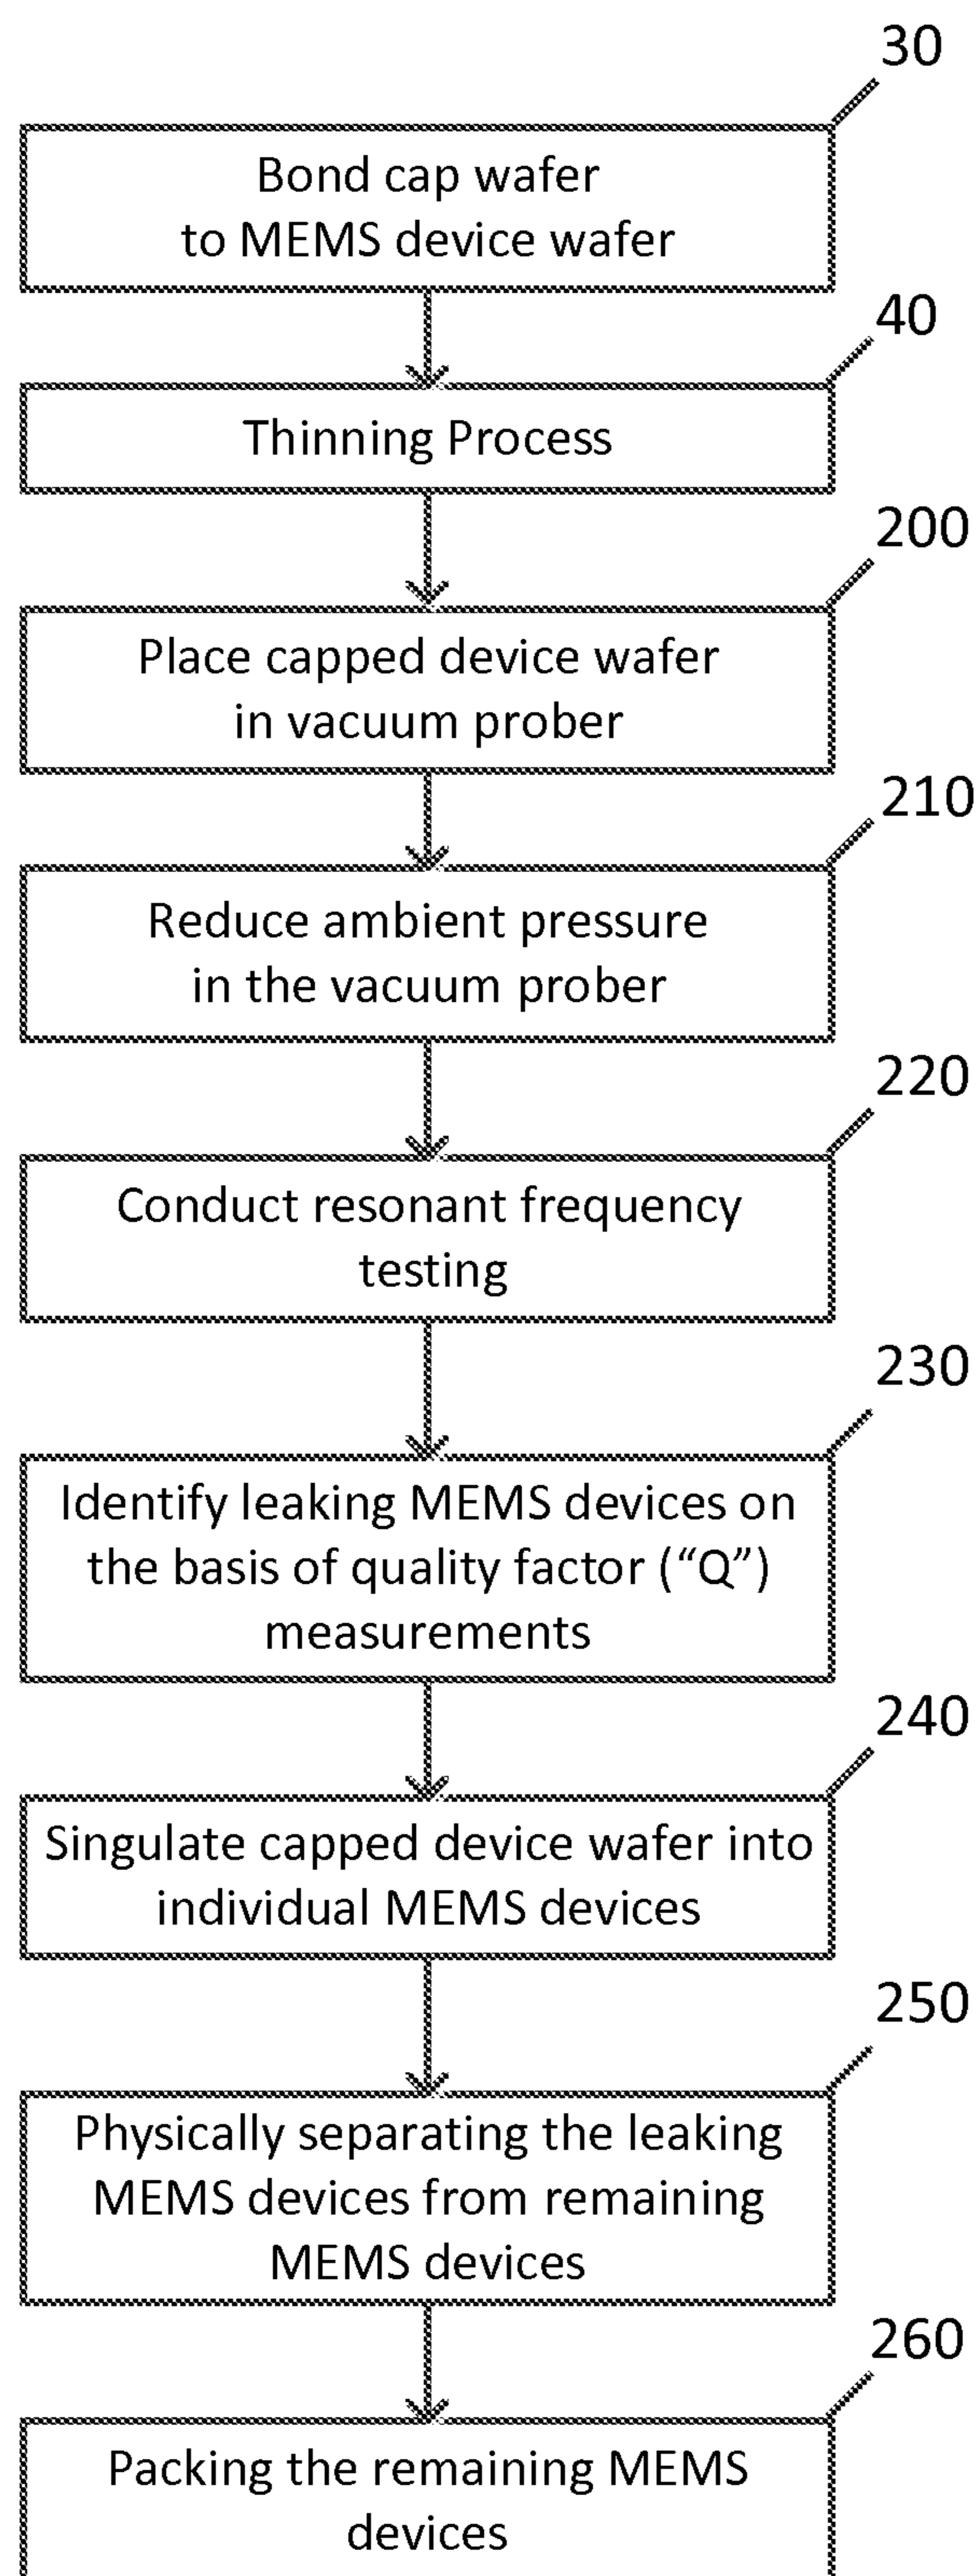 30
Bond cap wafer
to MEMS device wafer
40
Thinning Process
200
Place capped device wafer
in vacuum prober
210
Reduce ambient pressure
in the vacuum prober
220
Conduct resonant frequency
testing
230
Identify leaking MEMS devices on
the basis of quality factor (“Q”)
measurements
240
Singulate capped device wafer into
individual MEMS devices
250
Physically separating the leaking
MEMS devices from remaining
MEMS devices
260
Packing the remaining MEMS
devices